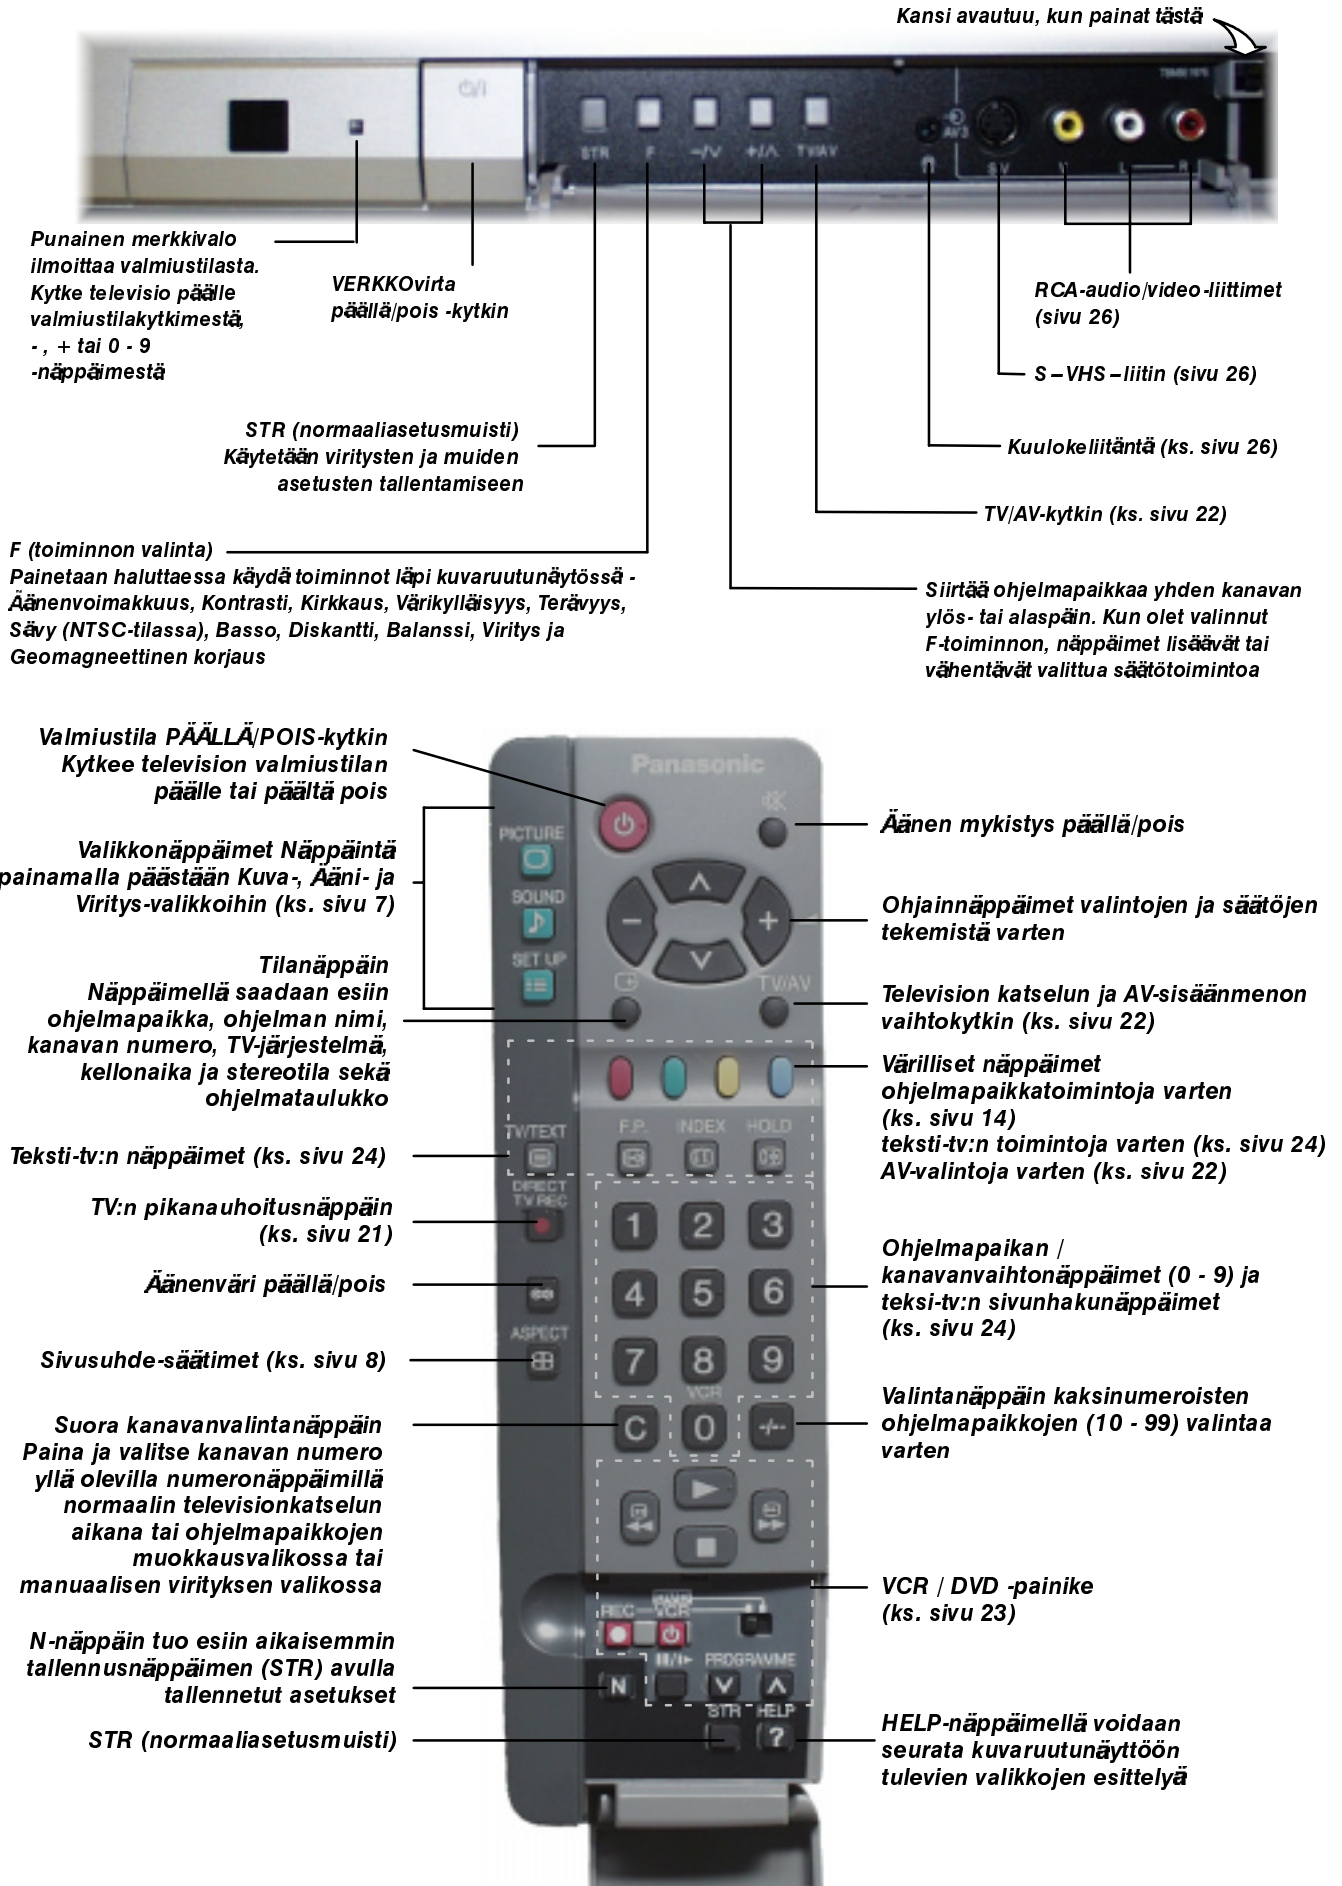 Kansi avautuu, kun painat tästä
STR
F
−/∨
+/∧
TV/AV
AV3
S V
V
L
R
Punainen merkkivalo
ilmoittaa valmiustilasta.
Kytke televisio päälle
valmiustilakytkimestä,
- , + tai 0 - 9
-näppäimestä
VERKKOvirta
päällä/pois -kytkin
RCA-audio/video-liittimet
(sivu 26)
S–VHS–liitin (sivu 26)
STR (normaaliasetusmuisti)
Käytetään viritysten ja muiden
asetusten tallentamiseen
Kuulokeliitäntä (ks. sivu 26)
TV/AV-kytkin (ks. sivu 22)
F (toiminnon valinta)
Painetaan haluttaessa käydä toiminnot läpi kuvaruutunäytössä -
Äänenvoimakkuus, Kontrasti, Kirkkaus, Värikylläisyys, Terävyys,
Sävy (NTSC-tilassa), Basso, Diskantti, Balanssi, Viritys ja
Geomagneettinen korjaus
Siirtää ohjelmapaikkaa yhden kanavan
ylös- tai alaspäin. Kun olet valinnut
F-toiminnon, näppäimet lisäävät tai
vähentävät valittua säätötoimintoa
Valmiustila PÄÄLLÄ/POIS-kytkin
Kytkee television valmiustilan
päälle tai päältä pois
Valikkonäppäimet Näppäintä
painamalla päästään Kuva-, Ääni- ja
Viritys-valikkoihin (ks. sivu 7)
Tilanäppäin
Näppäimellä saadaan esiin
ohjelmapaikka, ohjelman nimi,
kanavan numero, TV-järjestelmä,
kellonaika ja stereotila sekä
ohjelmataulukko
Teksti-tv:n näppäimet (ks. sivu 24)
TV:n pikanauhoitusnäppäin
(ks. sivu 21)
Äänenväri päällä/pois
Sivusuhde-säätimet (ks. sivu 8)
Suora kanavanvalintanäppäin
Paina ja valitse kanavan numero
yllä olevilla numeronäppäimillä
normaalin televisionkatselun
aikana tai ohjelmapaikkojen
muokkausvalikossa tai
manuaalisen virityksen valikossa
N-näppäin tuo esiin aikaisemmin
tallennusnäppäimen (STR) avulla
tallennetut asetukset
STR (normaaliasetusmuisti)
Panasonic
PICTURE
SOUND
SET UP
TV/AV
F.P.
INDEX
HOLD
TV/TEXT
DIRECT
TV REC
1
2
3
4
5
6
ASPECT
7
8
9
VCR
C
0
-/--
REC
VCR
PROGRAMME
N
STR
HELP
?
Äänen mykistys päällä/pois
Ohjainnäppäimet valintojen ja säätöjen
tekemistä varten
Television katselun ja AV-sisäänmenon
vaihtokytkin (ks. sivu 22)
Värilliset näppäimet
ohjelmapaikkatoimintoja varten
(ks. sivu 14)
teksti-tv:n toimintoja varten (ks. sivu 24)
AV-valintoja varten (ks. sivu 22)
Ohjelmapaikan /
kanavanvaihtonäppäimet (0 - 9) ja
teksi-tv:n sivunhakunäppäimet
(ks. sivu 24)
Valintanäppäin kaksinumeroisten
ohjelmapaikkojen (10 - 99) valintaa
varten
VCR / DVD -painike
(ks. sivu 23)
HELP-näppäimellä voidaan
seurata kuvaruutunäyttöön
tulevien valikkojen esittelyä